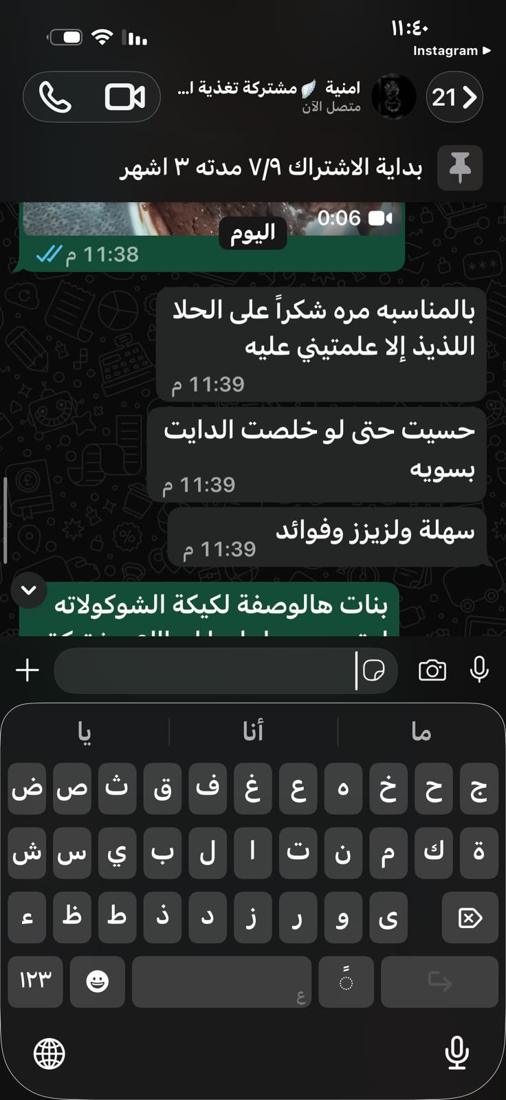 ١١:٤٠
Instagram
21
امنية 🪽 مشتركة تغذية ا...
متصل الآن
بداية الاشتراك ٧/٩ مدته ٣ اشهر
0:06
اليوم
11:38 م
بالمناسبه مره شكراً على الحلا
اللذيذ إلا علمتيني عليه
11:39 م
حسيت حتى لو خلصت الدايت
بسويه
11:39 م
سهلة ولزيزز وفوائد
11:39 م
بنات هالوصفة لكيكة الشوكولاته
يا
أنا
ما
ض ص ث ق ف غ ع ه خ ح ج
ش س ي ب ل ا ت ن م ك ة
ء ظ ط ذ د ز ر و ى
١٢٣
ع